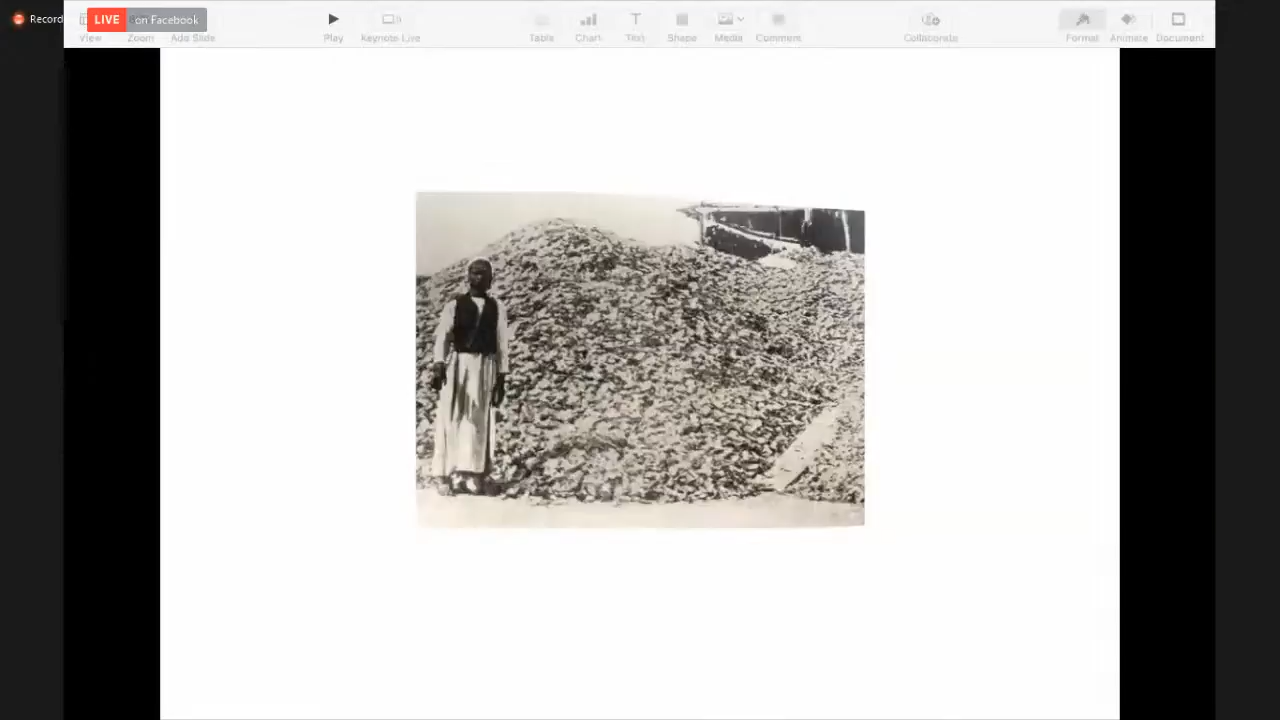 Record
LIVE on Facebook
View Zoom Add Slide Play Keynote Live Table Chart Text Shape Media Comment Collaborate Format Animate Document